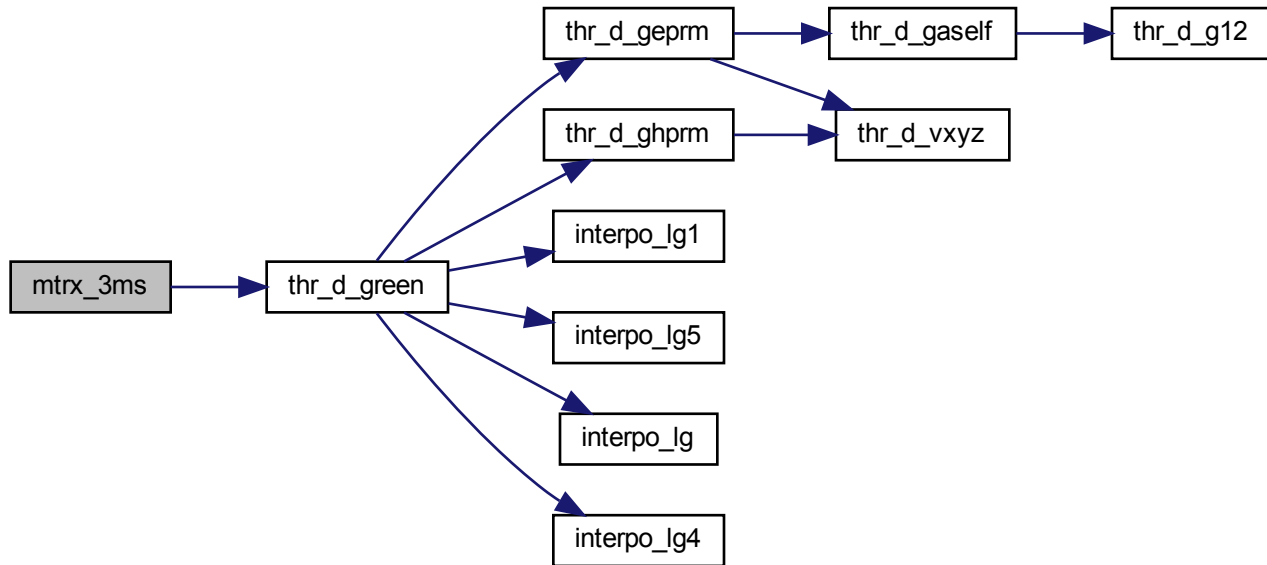 thr_d_geprm
thr_d_gaself
thr_d_g12
thr_d_ghprm
thr_d_vxyz
interpo_lg1
mtrx_3ms
thr_d_green
interpo_lg5
interpo_lg
interpo_lg4